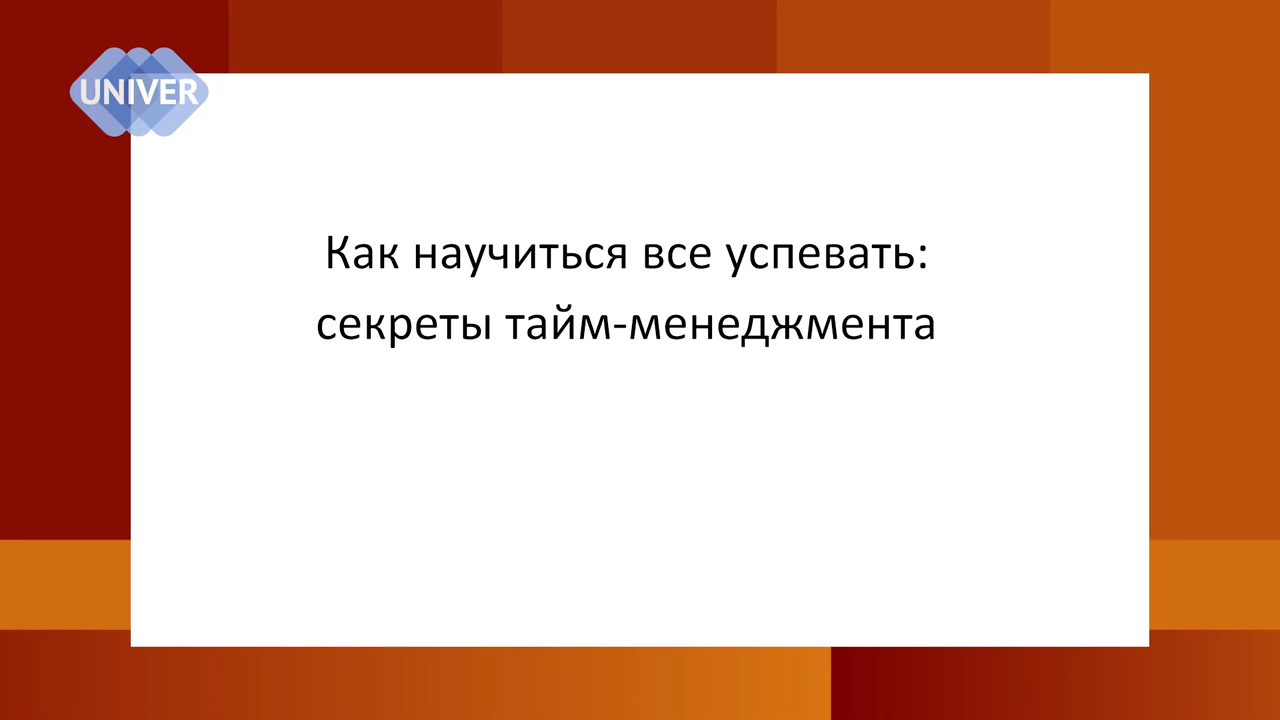 UNIVER
Как научиться все успевать:
секреты тайм-менеджмента